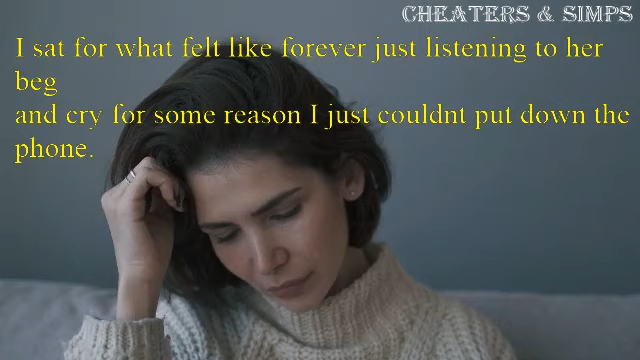 CHEATERS & SIMPS
I sat for what felt like forever just listening to her
beg
and cry for some reason I just couldnt put down the
phone.